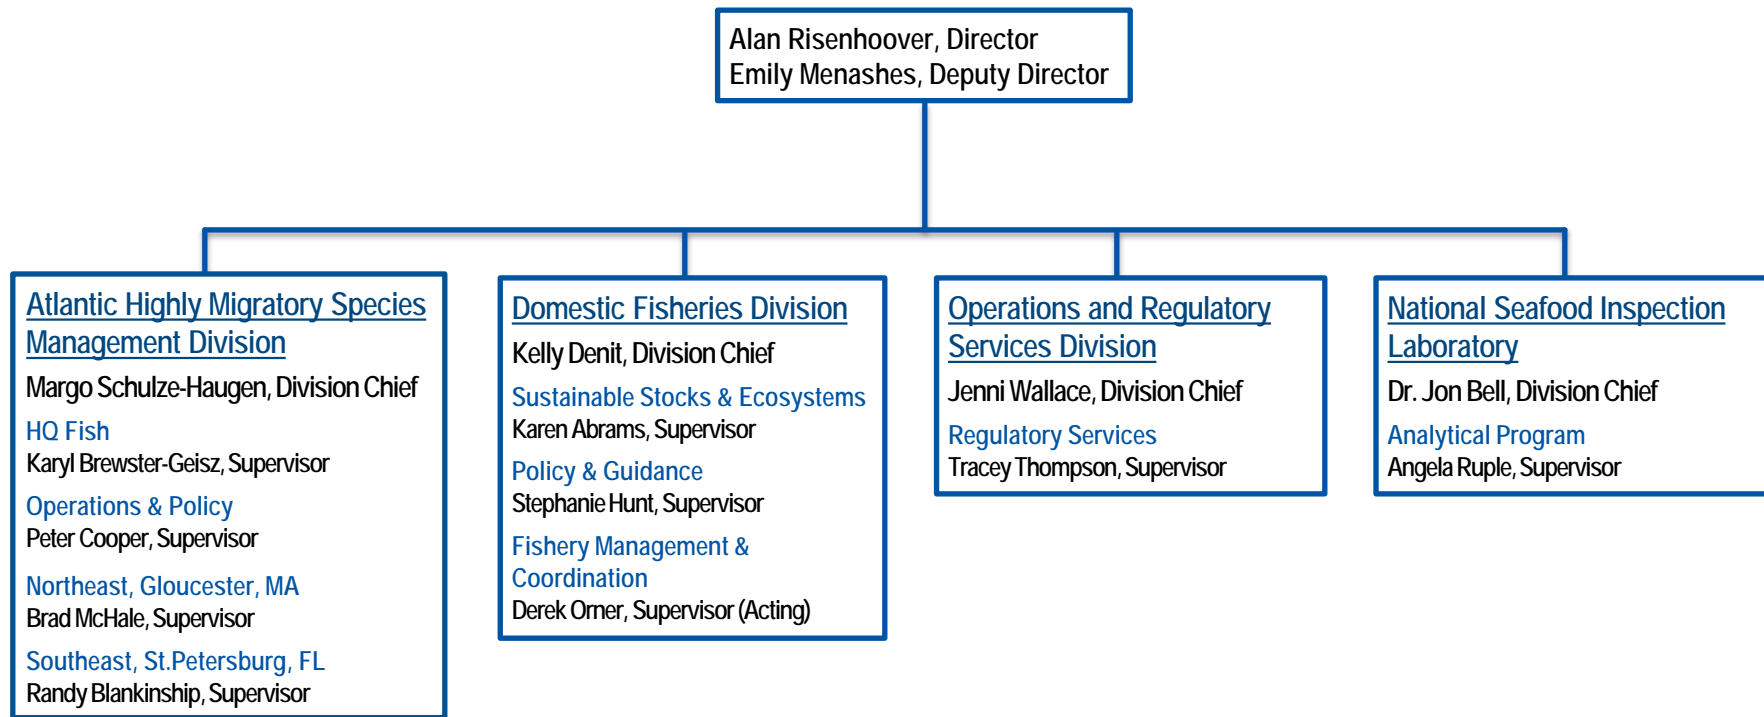 Alan Risenhoover, Director
Emily Menashes, Deputy Director
Atlantic Highly Migratory Species
Management Division
Margo Schulze-Haugen, Division Chief
HQ Fish
Karyl Brewster-Geisz, Supervisor
Operations & Policy
Peter Cooper, Supervisor
Northeast, Gloucester, MA
Brad McHale, Supervisor
Southeast, St.Petersburg, FL
Randy Blankinship, Supervisor
Domestic Fisheries Division
Kelly Denit, Division Chief
Sustainable Stocks & Ecosystems
Karen Abrams, Supervisor
Policy & Guidance
Stephanie Hunt, Supervisor
Fishery Management &
Coordination
Derek Orner, Supervisor (Acting)
Operations and Regulatory
Services Division
Jenni Wallace, Division Chief
Regulatory Services
Tracey Thompson, Supervisor
National Seafood Inspection
Laboratory
Dr. Jon Bell, Division Chief
Analytical Program
Angela Ruple, Supervisor